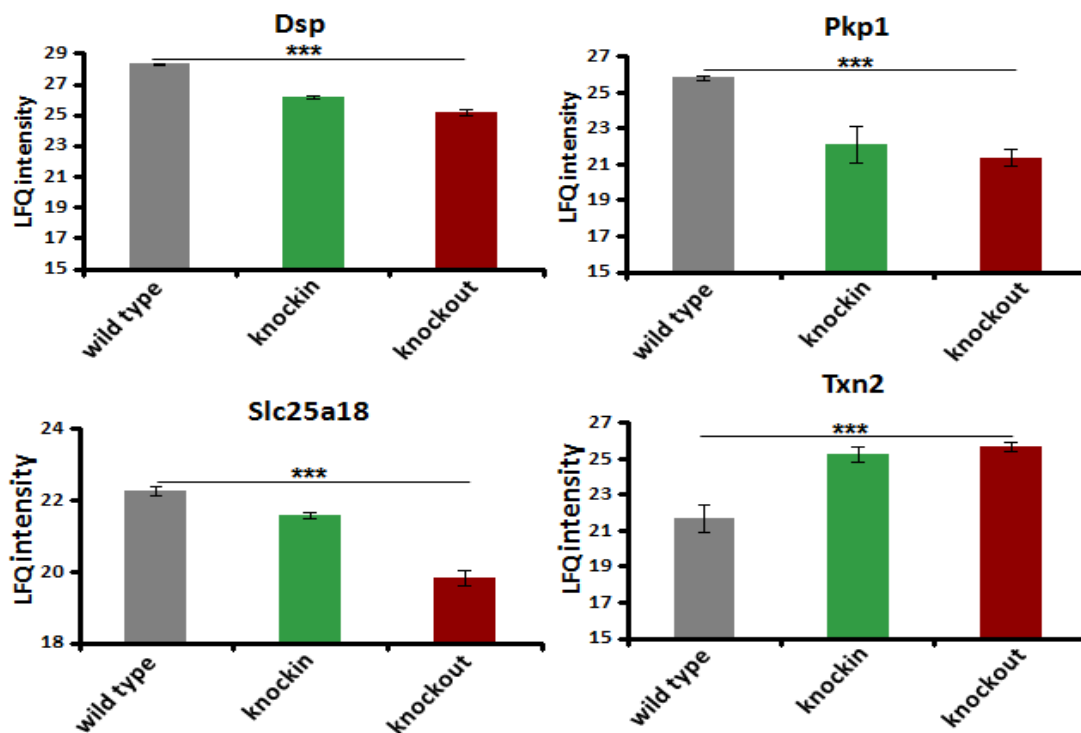 Dsp
***
LFQ intensity
29
27
25
23
21
19
17
15
wild type
knockin
knockout
Pkp1
***
LFQ intensity
27
25
23
21
19
17
15
wild type
knockin
knockout
Slc25a18
***
LFQ intensity
24
22
20
18
wild type
knockin
knockout
Txn2
***
LFQ intensity
27
25
23
21
19
17
15
wild type
knockin
knockout